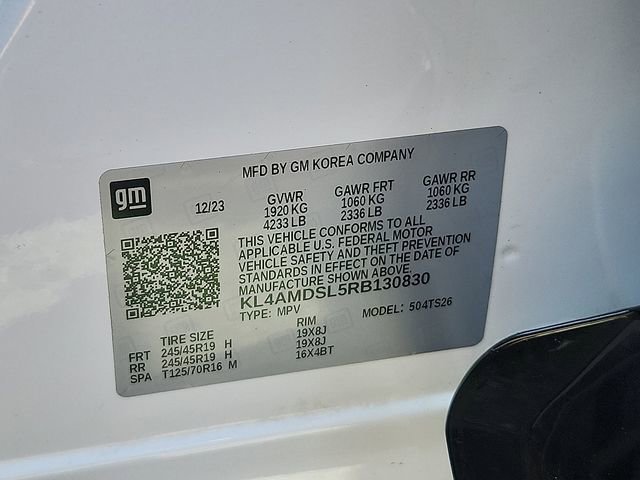 MFD BY GM KOREA COMPANY
gm
12/23
GVWR GAWR FRT GAWR RR
1920 KG 1060 KG 1060 KG
4233 LB 2336 LB 2336 LB
THIS VEHICLE CONFORMS TO ALL
APPLICABLE U.S. FEDERAL MOTOR
VEHICLE SAFETY AND THEFT PREVENTION
STANDARDS IN EFFECT ON THE DATE OF
MANUFACTURE SHOWN ABOVE.
KL4AMDSL5RB130830
TYPE: MPV MODEL: 504TS26
TIRE SIZE RIM
FRT 245/45R19 H 19X8J
RR 245/45R19 H 19X8J
SPA T125/70R16 M 16X4BT